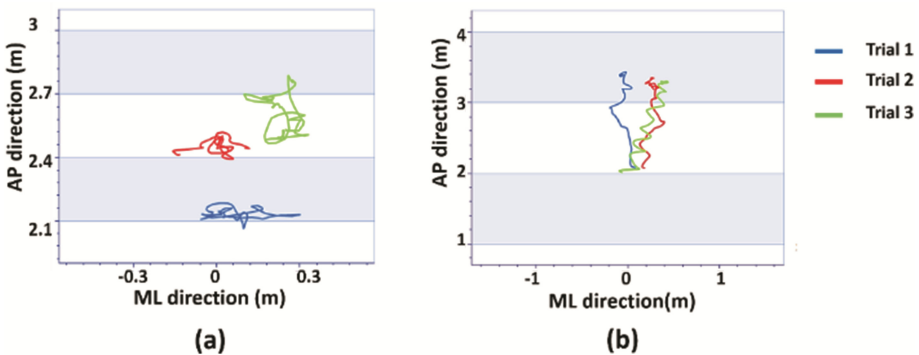 AP direction (m)
3
2.7
2.4
2.1
-0.3
0
0.3
ML direction (m)
(a)
AP direction (m)
4
3
2
1
-1
0
1
ML direction(m)
(b)
Trial 1
Trial 2
Trial 3